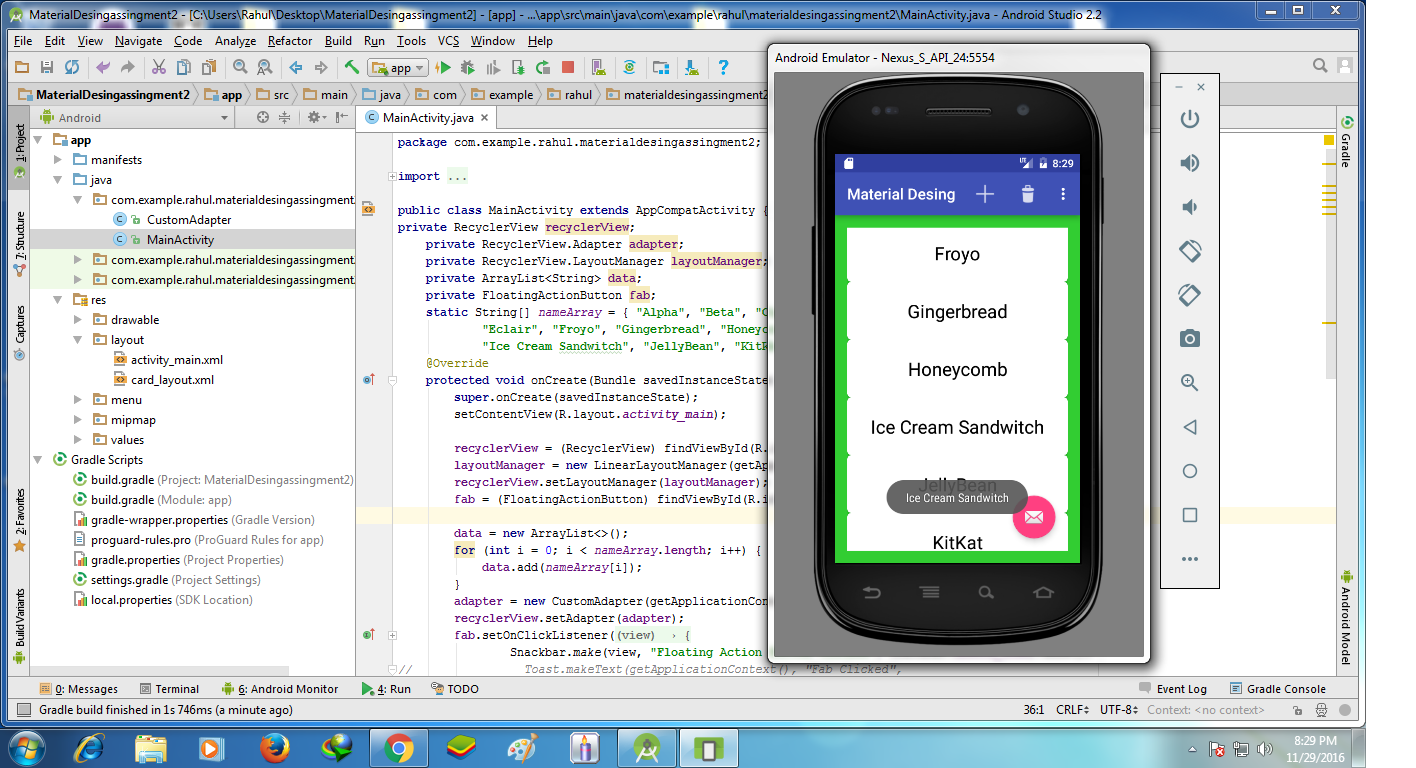 MaterialDesingassingment2 - [C:\Users\Rahul\Desktop\MaterialDesingassingment2] - [app] - ...\app\src\main\java\com\example\rahul\materialdesingassingment2\MainActivity.java - Android Studio 2.2
File Edit View Navigate Code Analyze Refactor Build Run Tools VCS Window Help
app
MaterialDesingassingment2 app src main java com example rahul materialdesingassingment2
Android
MainActivity.java
1: Project
7: Structure
Captures
2: Favorites
Build Variants
app
manifests
java
com.example.rahul.materialdesingassingment
CustomAdapter
MainActivity
com.example.rahul.materialdesingassingment
com.example.rahul.materialdesingassingment
res
drawable
layout
activity_main.xml
card_layout.xml
menu
mipmap
values
Gradle Scripts
build.gradle (Project: MaterialDesingassingment2)
build.gradle (Module: app)
gradle-wrapper.properties (Gradle Version)
proguard-rules.pro (ProGuard Rules for app)
gradle.properties (Project Properties)
settings.gradle (Project Settings)
local.properties (SDK Location)
package com.example.rahul.materialdesingassingment2;
import ...
public class MainActivity extends AppCompatActivity {
private RecyclerView recyclerView;
private RecyclerView.Adapter adapter;
private RecyclerView.LayoutManager layoutManager;
private ArrayList<String> data;
private FloatingActionButton fab;
static String[] nameArray = { "Alpha", "Beta", "C
"Eclair", "Froyo", "Gingerbread", "Honeyc
"Ice Cream Sandwitch", "JellyBean", "KitK
@Override
protected void onCreate(Bundle savedInstanceState
super.onCreate(savedInstanceState);
setContentView(R.layout.activity_main);
recyclerView = (RecyclerView) findViewById(R.
layoutManager = new LinearLayoutManager(getAp
recyclerView.setLayoutManager(layoutManager);
fab = (FloatingActionButton) findViewById(R.i
data = new ArrayList<>();
for (int i = 0; i < nameArray.length; i++) {
data.add(nameArray[i]);
}
adapter = new CustomAdapter(getApplicationCon
recyclerView.setAdapter(adapter);
fab.setOnClickListener((view) → {
Snackbar.make(view, "Floating Action
// Toast.makeText(getApplicationContext(), "Fab Clicked",
Android Emulator - Nexus_S_API_24:5554
LTE 8:29
Material Desing
Froyo
Gingerbread
Honeycomb
Ice Cream Sandwitch
JellyBean
Ice Cream Sandwitch
KitKat
Gradle
Android Model
0: Messages Terminal 6: Android Monitor 4: Run TODO Event Log Gradle Console
Gradle build finished in 1s 746ms (a minute ago) 36:1 CRLF UTF-8 Context: <no context>
8:29 PM
11/29/2016